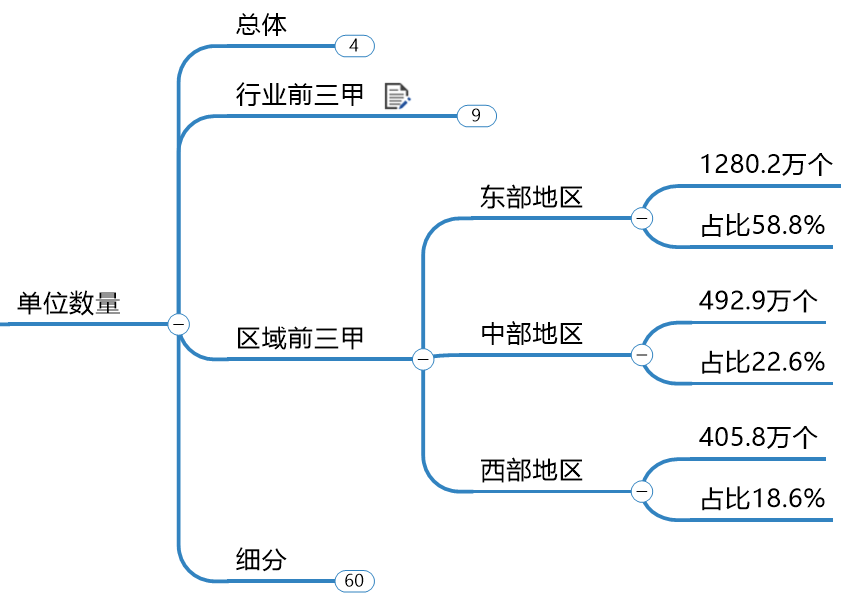 总体
4
行业前三甲
9
单位数量
区域前三甲
东部地区
1280.2万个
占比58.8%
中部地区
492.9万个
占比22.6%
西部地区
405.8万个
占比18.6%
细分
60